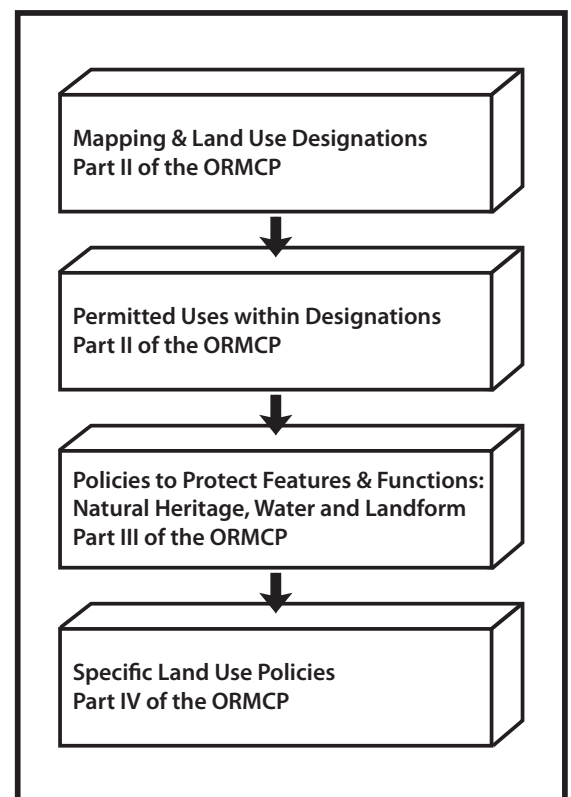 Mapping & Land Use Designations
Part II of the ORMCP
Permitted Uses within Designations
Part II of the ORMCP
Policies to Protect Features & Functions:
Natural Heritage, Water and Landform
Part III of the ORMCP
Specific Land Use Policies
Part IV of the ORMCP